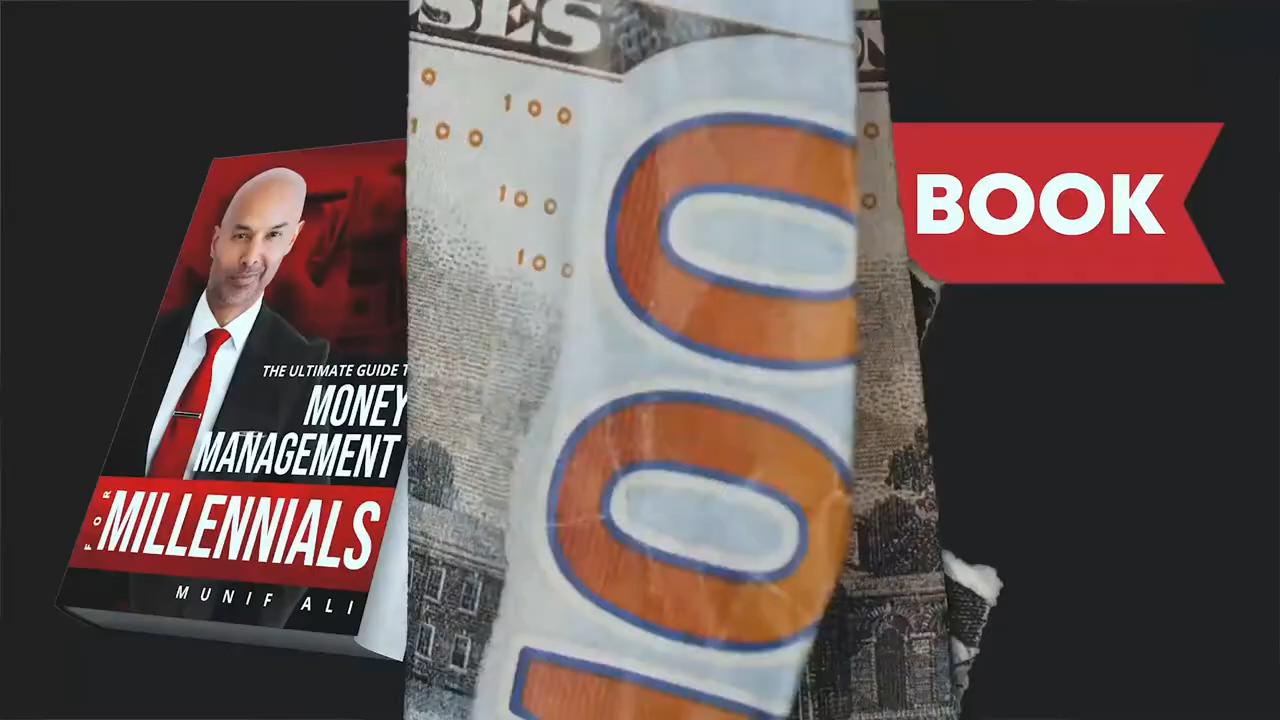 THE ULTIMATE GUIDE
MONEY
MANAGEMENT
FOR
MILLENNIALS
MUNIF ALI
100
100
100
100
100
BOOK